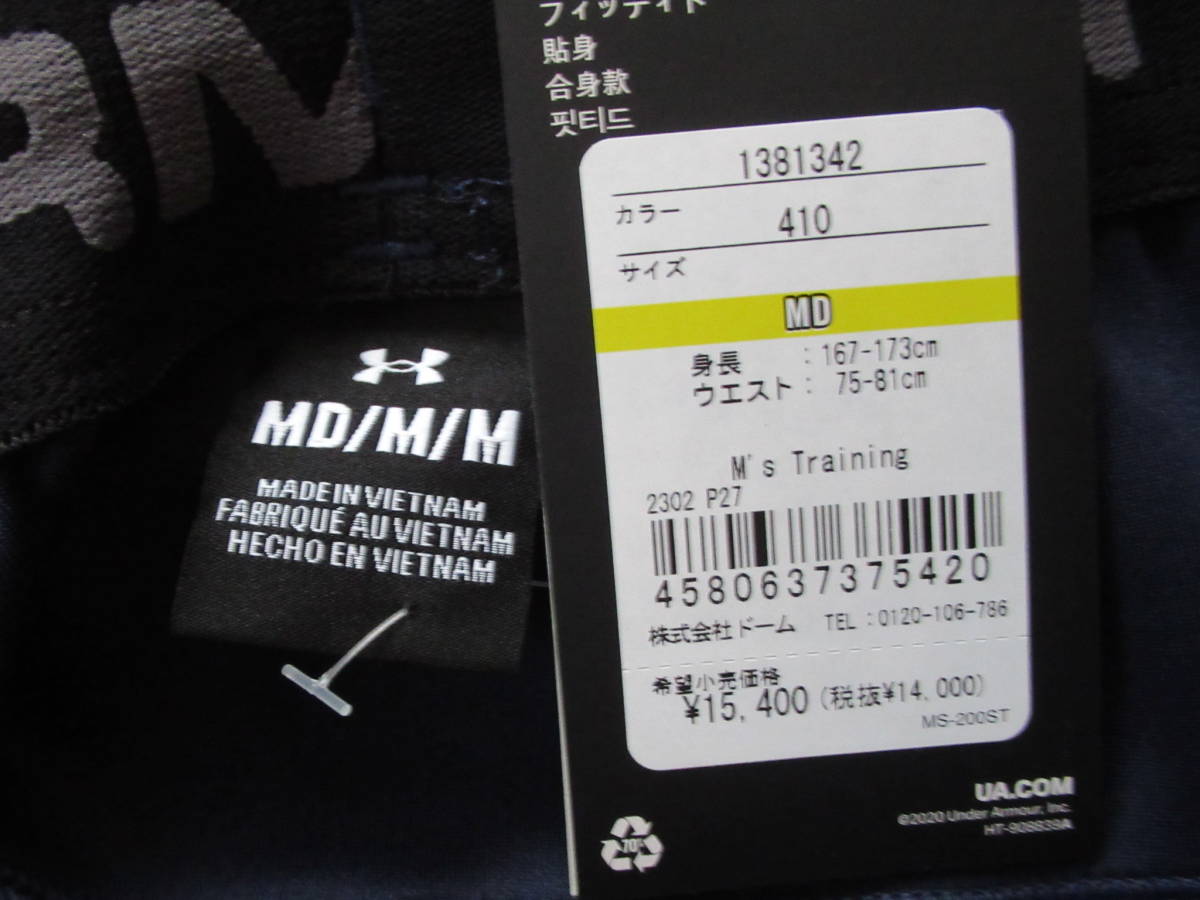 フィッティド
貼身
合身款
핏티드
1381342
カラー 410
サイズ
MD
身長 : 167-173cm
ウエスト : 75-81cm
M's Training
2302 P27
4580637375420
株式会社ドーム TEL:0120-106-786
希望小売価格
¥15,400 (税抜¥14,000)
MS-200ST
UA.COM
©2020 Under Armour, Inc.
HT-908839A
70%
MD/M/M
MADE IN VIETNAM
FABRIQUÉ AU VIETNAM
HECHO EN VIETNAM